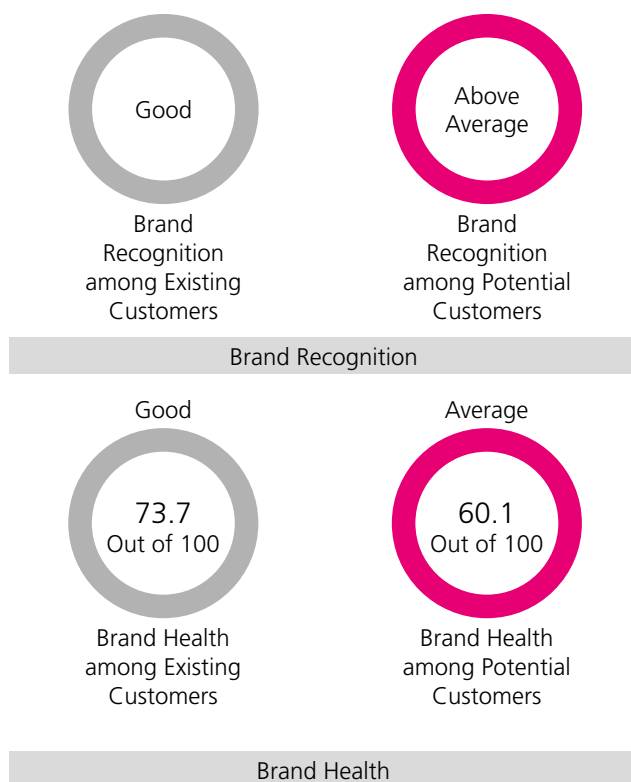 Good
Above
Average
Brand
Recognition
among Existing
Customers
Brand
Recognition
among Potential
Customers
Brand Recognition
Good
Average
73.7
Out of 100
60.1
Out of 100
Brand Health
among Existing
Customers
Brand Health
among Potential
Customers
Brand Health